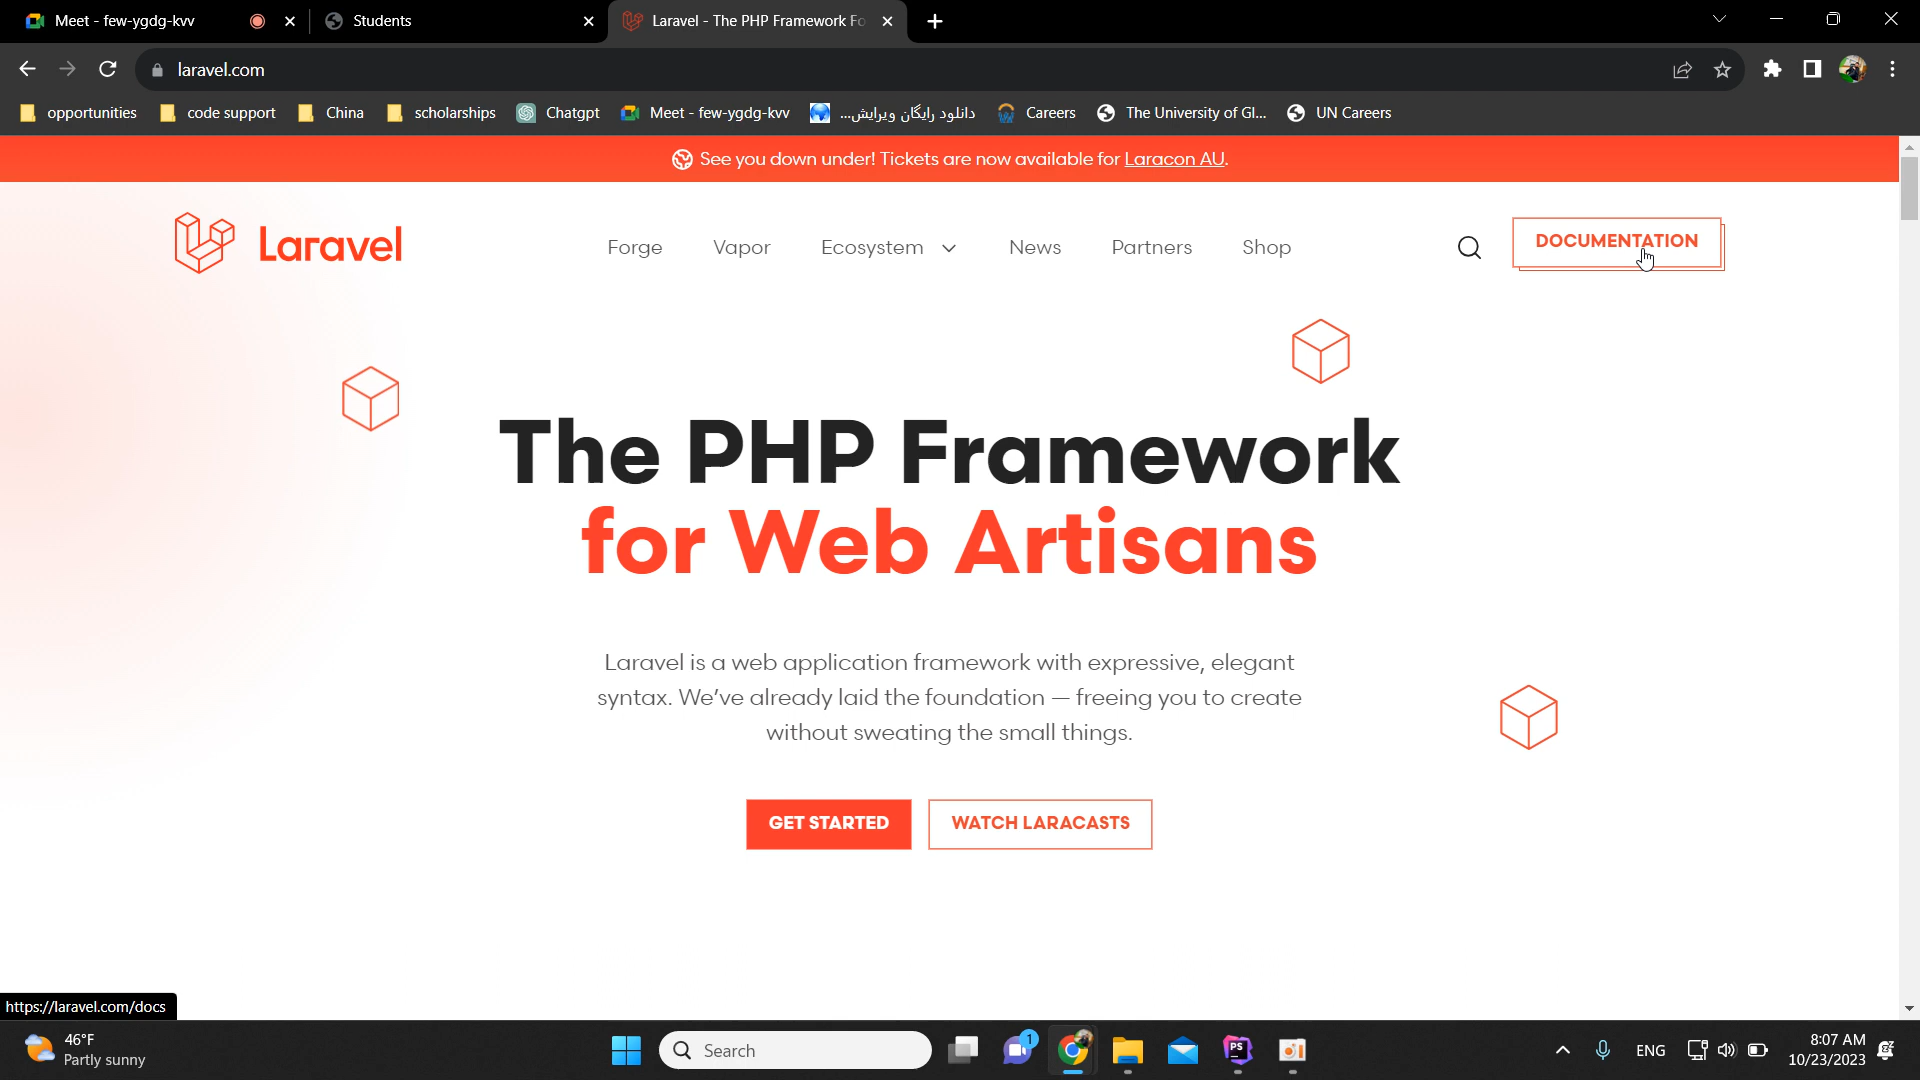 Meet - few-ygdg-kvv
Students
Laravel - The PHP Framework Fo
laravel.com
opportunities
code support
China
scholarships
Chatgpt
Meet - few-ygdg-kvv
دانلود رایگان ویرایش...
Careers
The University of Gl...
UN Careers
See you down under! Tickets are now available for Laracon AU.
Laravel
Forge
Vapor
Ecosystem
News
Partners
Shop
DOCUMENTATION
The PHP Framework
for Web Artisans
Laravel is a web application framework with expressive, elegant
syntax. We've already laid the foundation — freeing you to create
without sweating the small things.
GET STARTED
WATCH LARACASTS
https://laravel.com/docs
46°F
Partly sunny
Search
1
PS
ENG
8:07 AM
10/23/2023